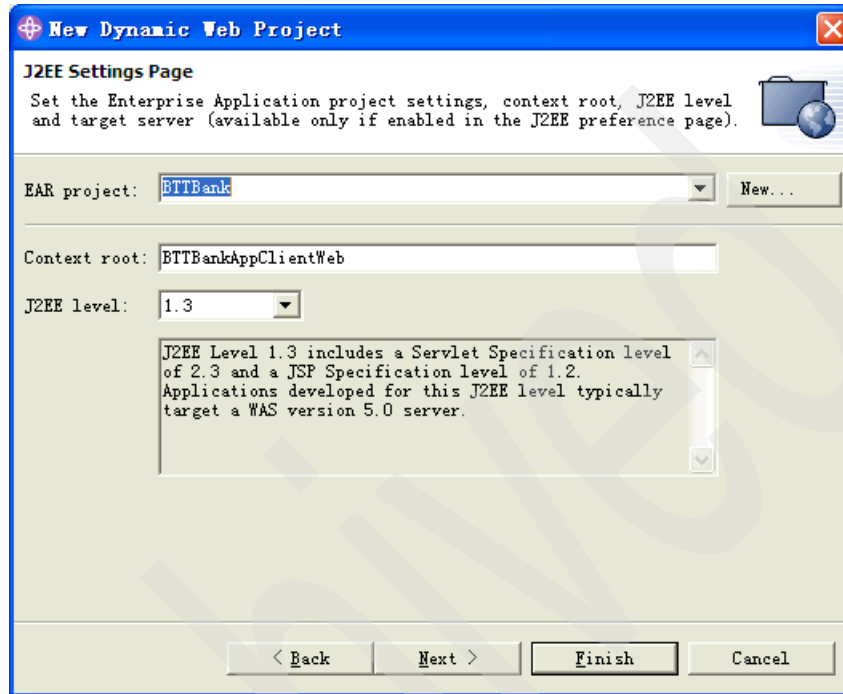 New Dynamic Web Project
J2EE Settings Page
Set the Enterprise Application project settings, context root, J2EE level
and target server (available only if enabled in the J2EE preference page).
EAR project: BTTBank New...
Context root: BTTBankAppClientWeb
J2EE level: 1.3
J2EE Level 1.3 includes a Servlet Specification level
of 2.3 and a JSP Specification level of 1.2.
Applications developed for this J2EE level typically
target a WAS version 5.0 server.
< Back Next > Finish Cancel